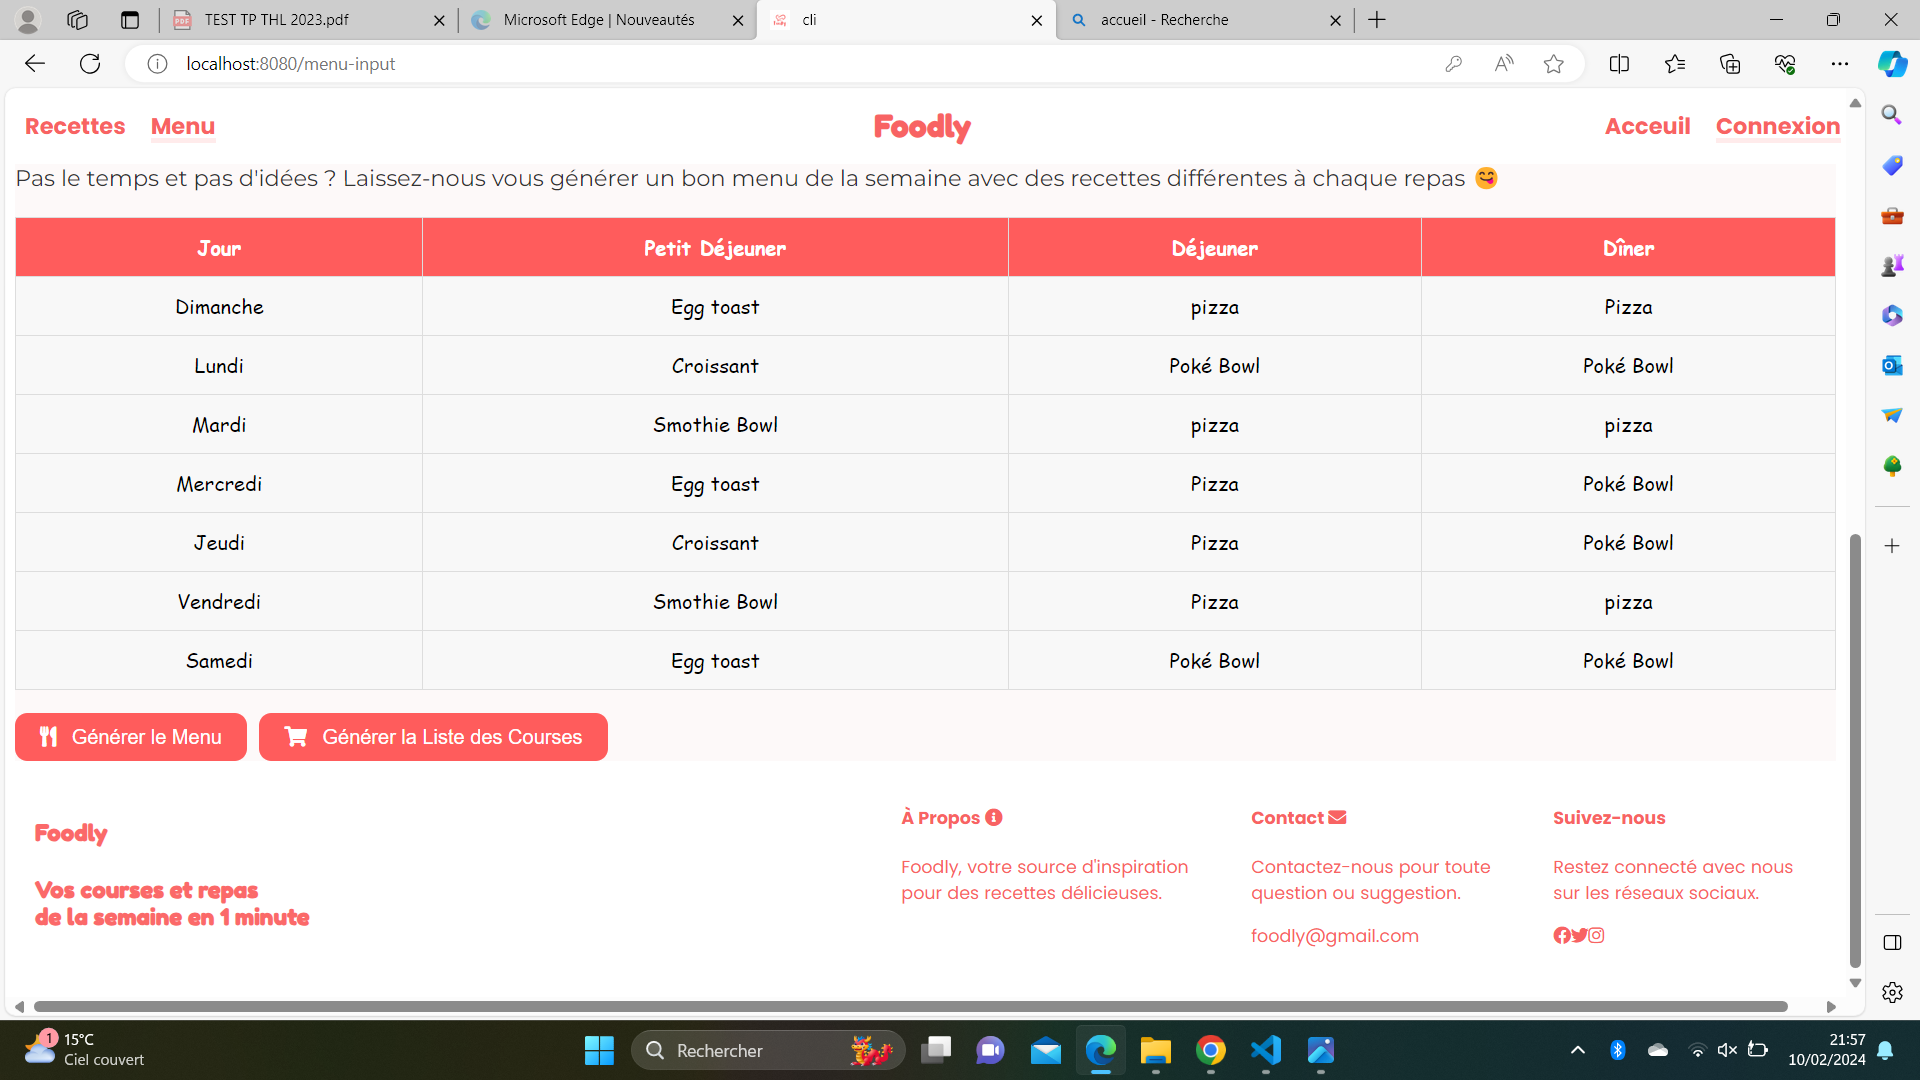 TEST TP THL 2023.pdf
Microsoft Edge | Nouveautés
cli
accueil - Recherche
localhost:8080/menu-input
Recettes Menu Foodly Acceuil Connexion
Pas le temps et pas d'idées ? Laissez-nous vous générer un bon menu de la semaine avec des recettes différentes à chaque repas 😋
Jour Petit Déjeuner Déjeuner Dîner
Dimanche Egg toast pizza Pizza
Lundi Croissant Poké Bowl Poké Bowl
Mardi Smothie Bowl pizza pizza
Mercredi Egg toast Pizza Poké Bowl
Jeudi Croissant Pizza Poké Bowl
Vendredi Smothie Bowl Pizza pizza
Samedi Egg toast Poké Bowl Poké Bowl
Générer le Menu Générer la Liste des Courses
Foodly
Vos courses et repas
de la semaine en 1 minute
À Propos
Foodly, votre source d'inspiration
pour des recettes délicieuses.
Contact
Contactez-nous pour toute
question ou suggestion.
foodly@gmail.com
Suivez-nous
Restez connecté avec nous
sur les réseaux sociaux.
1
15°C
Ciel couvert
Rechercher
21:57
10/02/2024